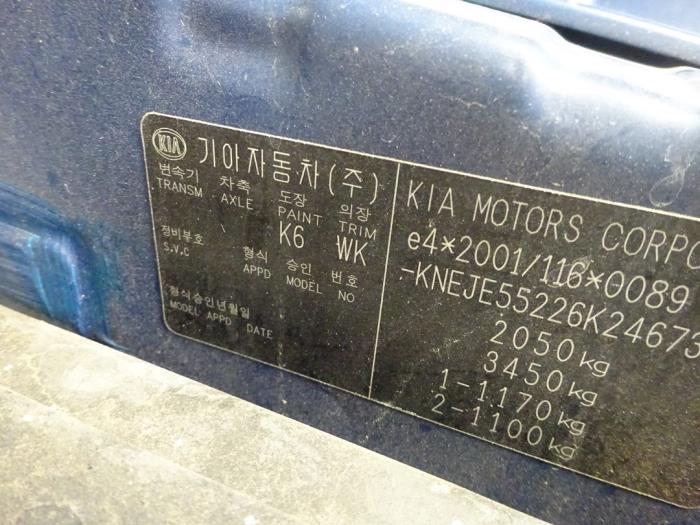 KIA 기아자동차(주)
변속기 차축 도장 의장
TRANSM AXLE PAINT TRIM
K6 WK
정비부호
S.V.C
형식 승인 번호
APPD MODEL NO
형식승인년월일
MODEL APPD DATE
KIA MOTORS CORPO
e4*2001/116*0089
-KNEJE55226K24673
2050kg
3450kg
1-1170kg
2-1100kg